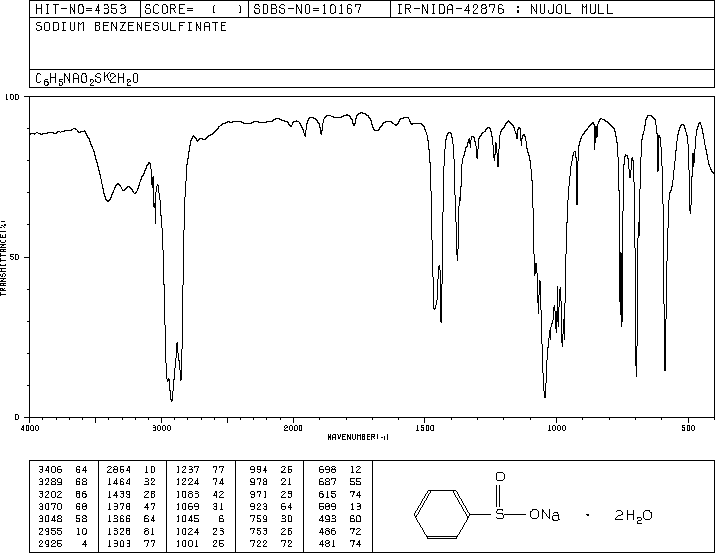 HIT-NO=4353 SCORE= ( ) SDBS-NO=10167 IR-NIDA-42876 : NUJOL MULL
SODIUM BENZENESULFINATE
C6H5NAO2S*2H2O
100
50
0
TRANSMITTANCE(%)
4000 3000 2000 1500 1000 500
WAVENUMBER(-1)
3406 64 2864 10 1237 77 994 26 698 12
3289 68 1464 32 1224 74 978 21 687 55
3202 66 1439 28 1083 42 971 29 615 74
3070 60 1378 47 1069 31 923 64 589 13
3048 58 1366 64 1045 6 759 30 493 60
2955 10 1328 81 1024 23 753 26 486 72
2925 4 1303 77 1001 26 722 72 481 74
O
S
ONa · 2H2O